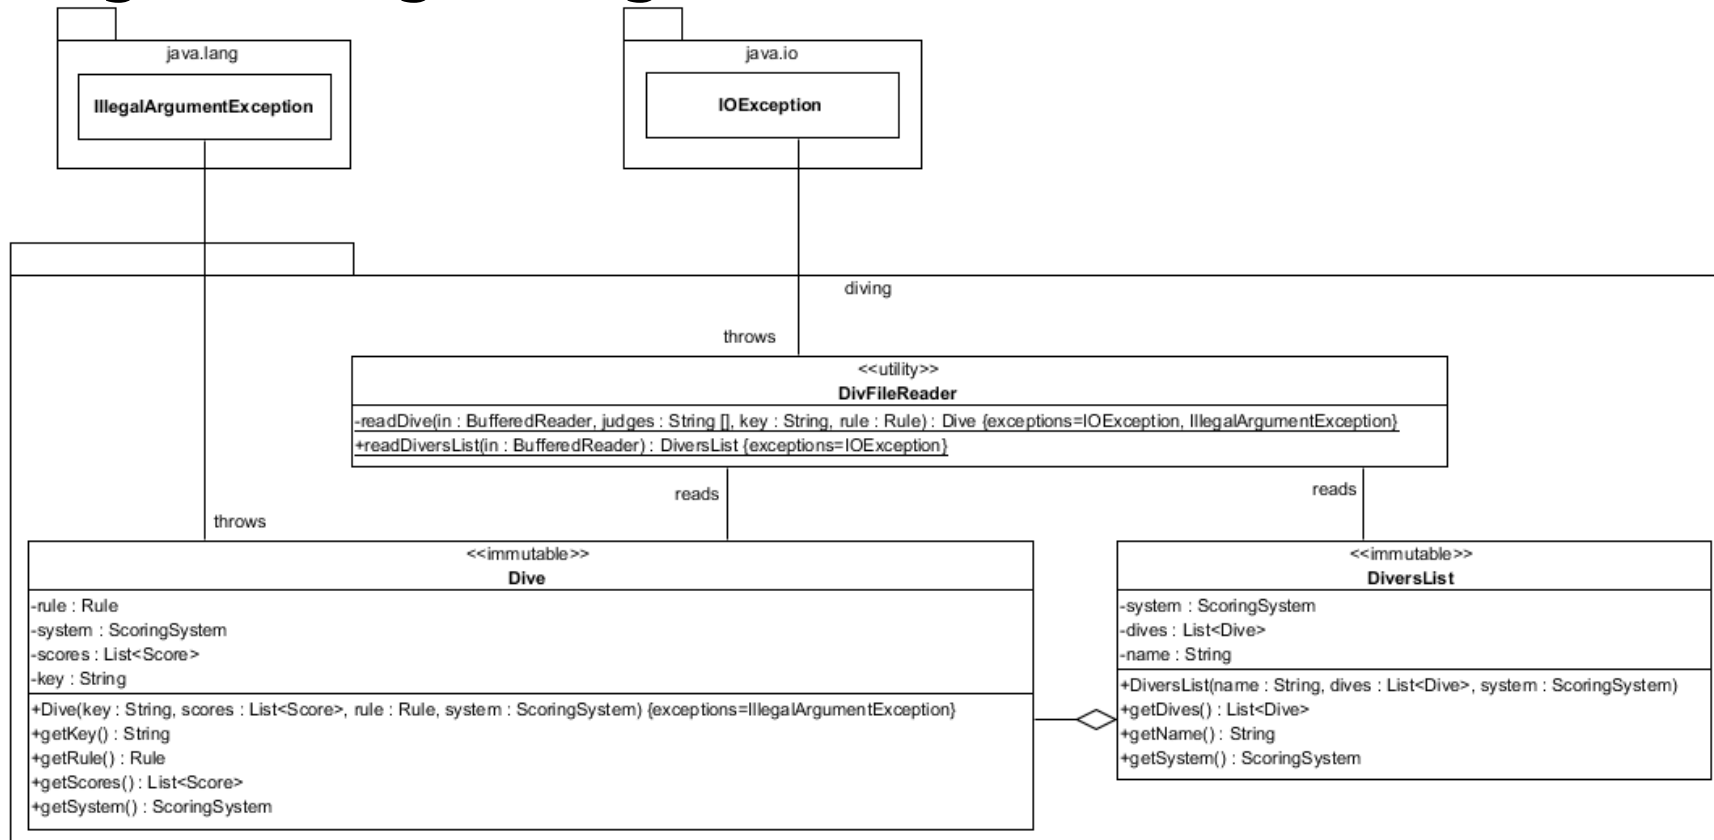 java.lang
IllegalArgumentException
java.io
IOException
diving
throws
<<utility>>
DivFileReader
-readDive(in : BufferedReader, judges : String [], key : String, rule : Rule) : Dive {exceptions=IOException, IllegalArgumentException}
+readDiversList(in : BufferedReader) : DiversList {exceptions=IOException}
reads
reads
throws
<<immutable>>
Dive
-rule : Rule
-system : ScoringSystem
-scores : List<Score>
-key : String
+Dive(key : String, scores : List<Score>, rule : Rule, system : ScoringSystem) {exceptions=IllegalArgumentException}
+getKey() : String
+getRule() : Rule
+getScores() : List<Score>
+getSystem() : ScoringSystem
<<immutable>>
DiversList
-system : ScoringSystem
-dives : List<Dive>
-name : String
+DiversList(name : String, dives : List<Dive>, system : ScoringSystem)
+getDives() : List<Dive>
+getName() : String
+getSystem() : ScoringSystem